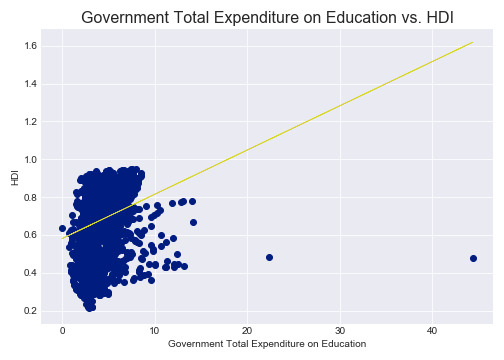 Government Total Expenditure on Education vs. HDI
1.6
1.4
1.2
1.0
0.8
0.6
0.4
0.2
HDI
0 10 20 30 40
Government Total Expenditure on Education